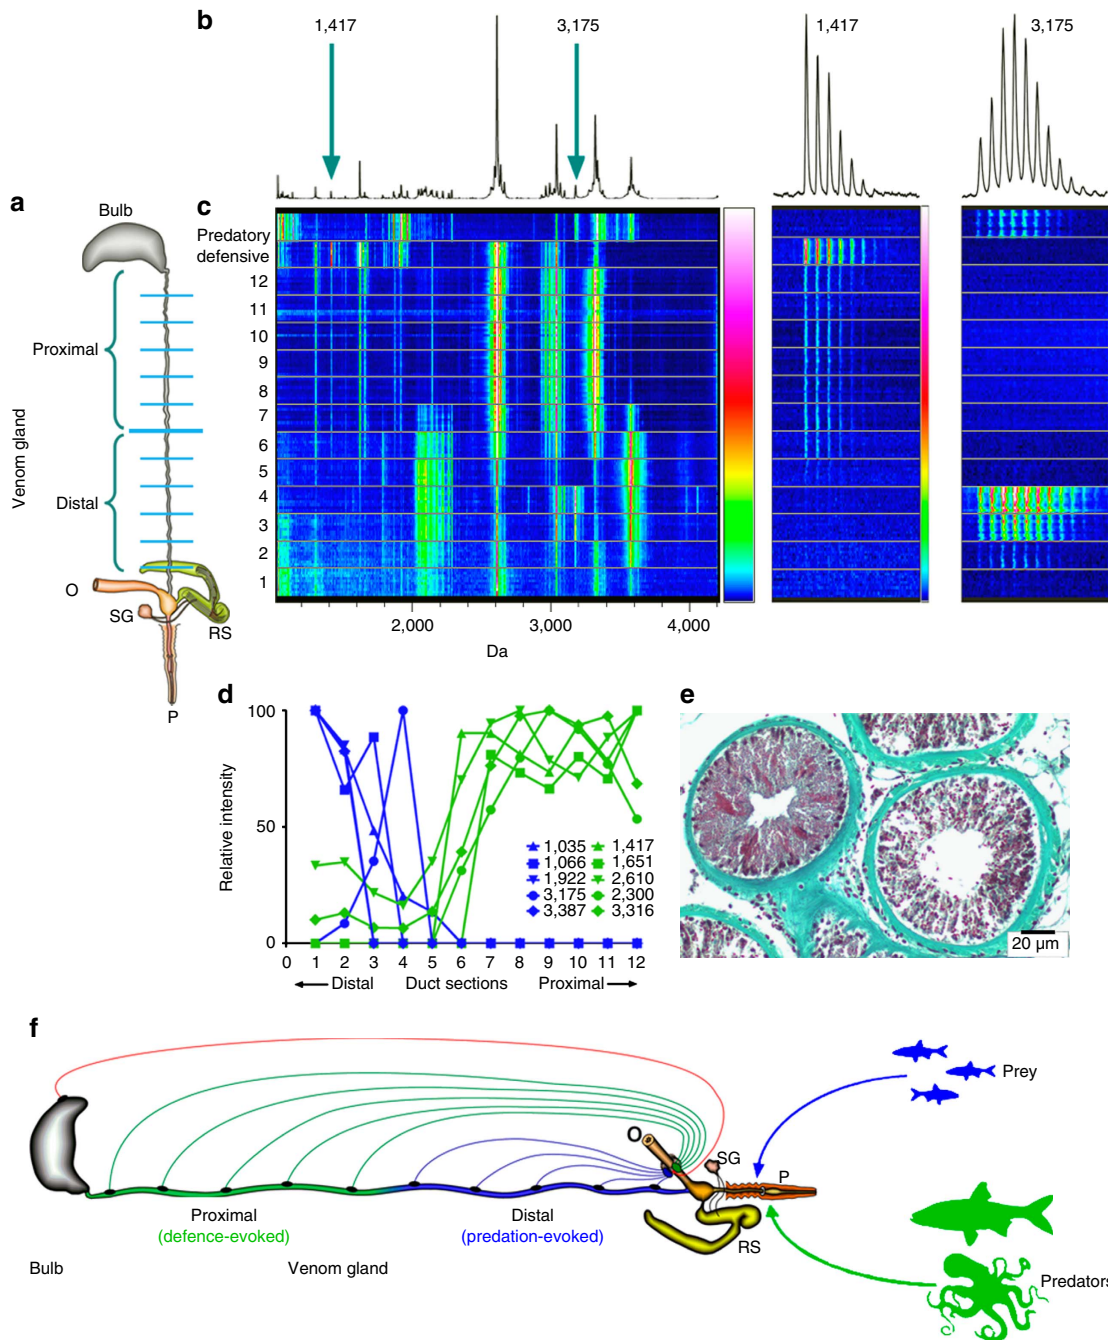 b
1,417
3,175
1,417
3,175
a
Bulb
Proximal
Venom gland
Distal
O
SG
RS
P
c
Predatory
defensive
12
11
10
9
8
7
6
5
4
3
2
1
2,000
3,000
4,000
Da
d
100
50
0
Relative intensity
1,035
1,417
1,066
1,651
1,922
2,610
3,175
2,300
3,387
3,316
0 1 2 3 4 5 6 7 8 9 10 11 12
Distal Duct sections Proximal
e
20 µm
f
O
SG
P
RS
Prey
Predators
Proximal
(defence-evoked)
Distal
(predation-evoked)
Bulb
Venom gland